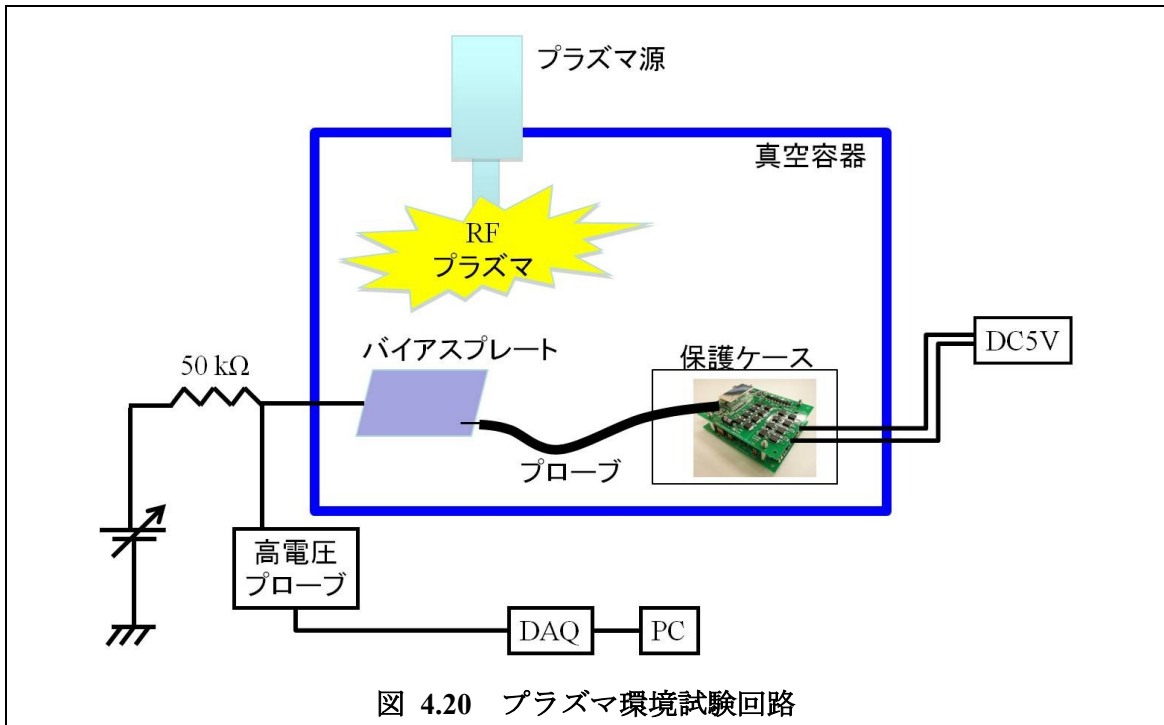 プラズマ源
真空容器
RF
プラズマ
バイアスプレート
保護ケース
DC5V
50 kΩ
プローブ
高電圧
プローブ
DAQ
PC
図 4.20 プラズマ環境試験回路